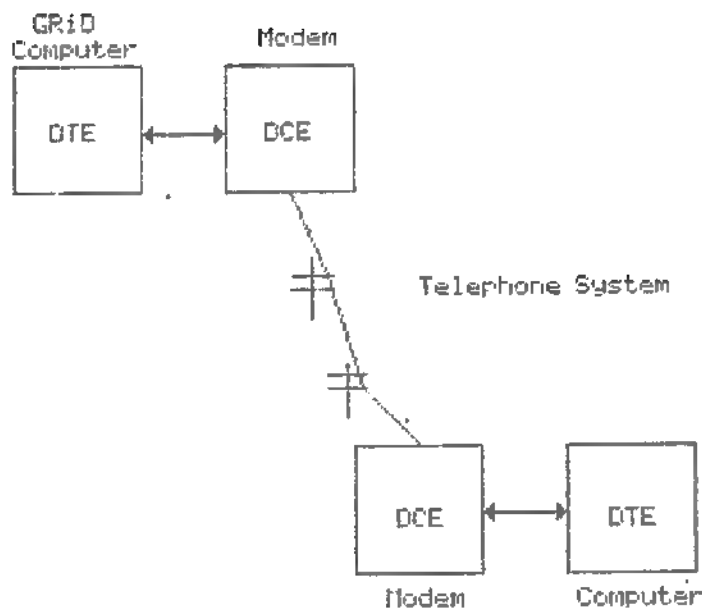 GRiD
Computer
Modem
DTE
DCE
Telephone System
DCE
DTE
Modem
Computer